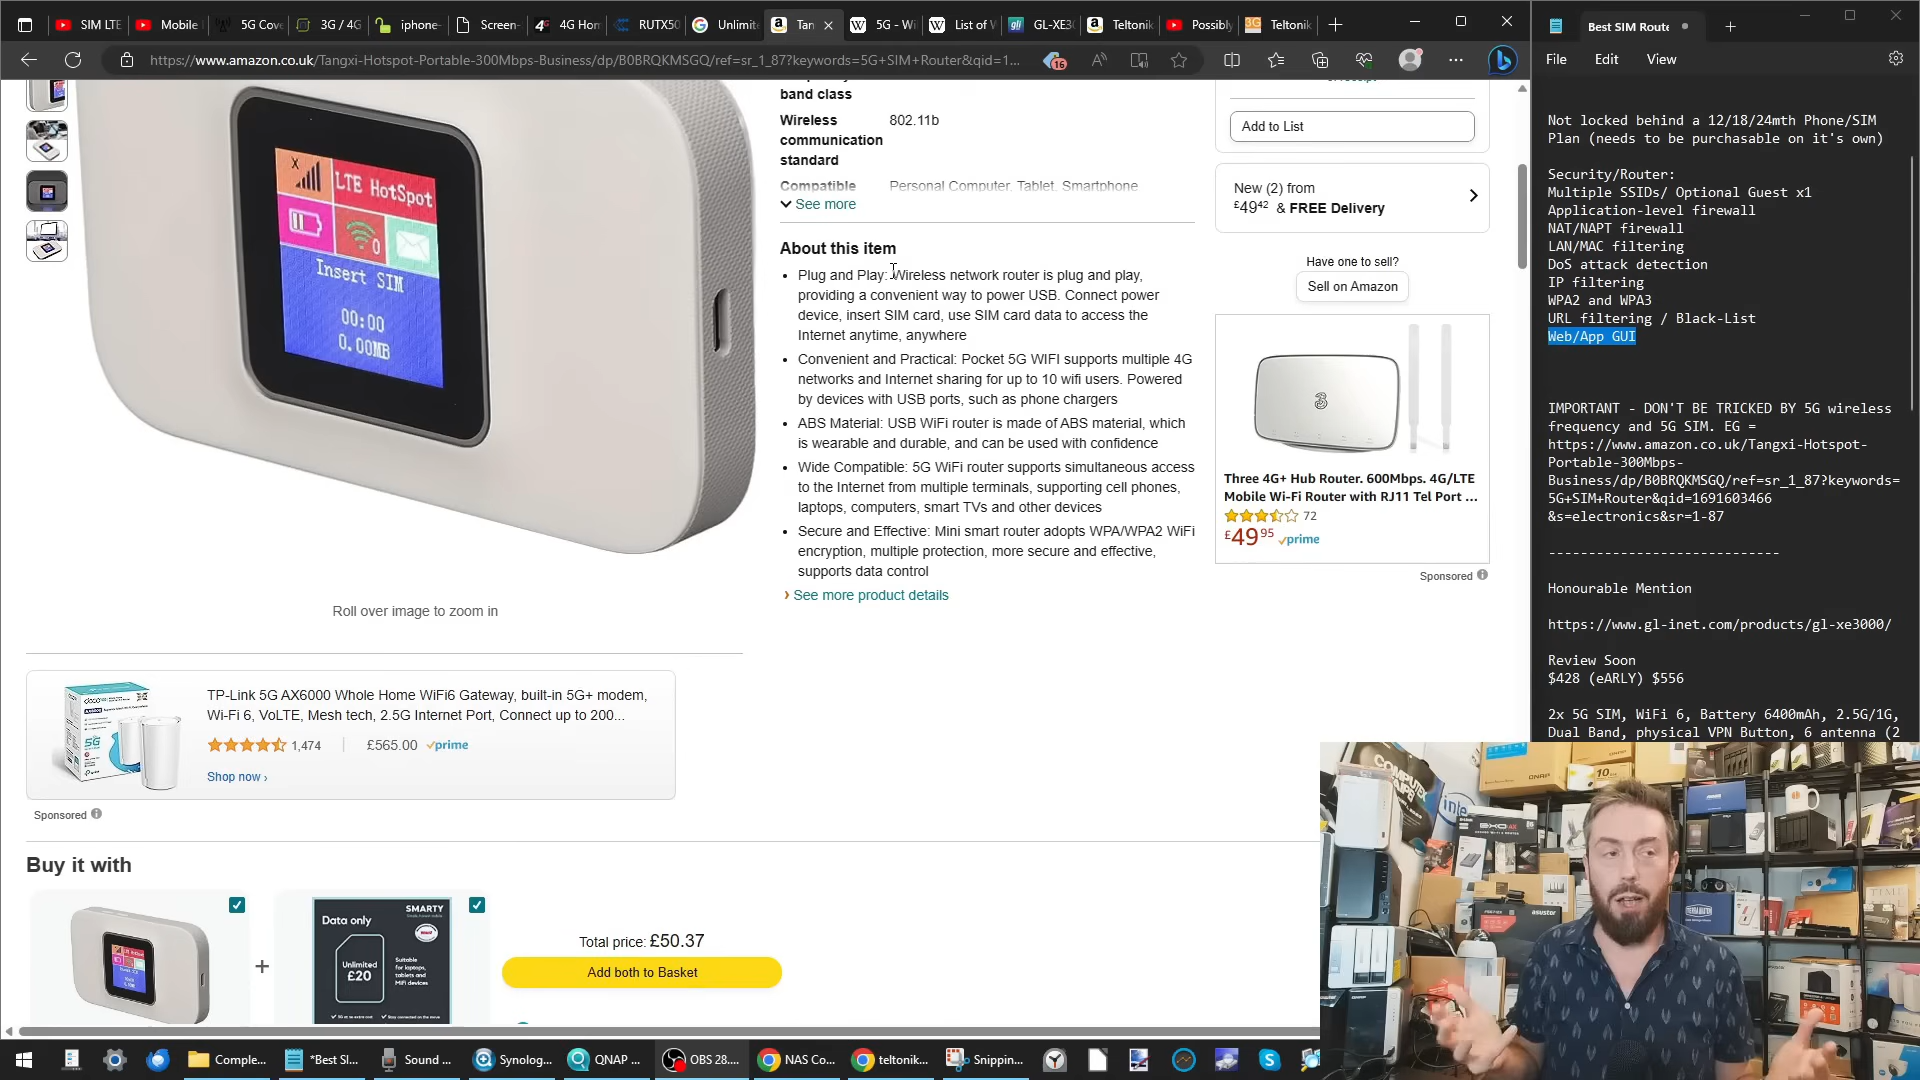 SIM LTE
Mobile
5G Cove
3G / 4G
iphone-
Screen-
4G Hom
RUTX50
Unlimite
Tan
5G - Wi
List of W
GL-XE30
Teltonik
Possibly
Teltonik
https://www.amazon.co.uk/Tangxi-Hotspot-Portable-300Mbps-Business/dp/B0BRQKMSGQ/ref=sr_1_87?keywords=5G+SIM+Router&qid=1...
16
LTE HotSpot
0
Insert SIM
00:00
0.00MB
Roll over image to zoom in
band class
Wireless communication standard 802.11b
Compatible Personal Computer, Tablet, Smartphone
See more
About this item
Plug and Play: Wireless network router is plug and play,
providing a convenient way to power USB. Connect power
device, insert SIM card, use SIM card data to access the
Internet anytime, anywhere
Convenient and Practical: Pocket 5G WIFI supports multiple 4G
networks and Internet sharing for up to 10 wifi users. Powered
by devices with USB ports, such as phone chargers
ABS Material: USB WiFi router is made of ABS material, which
is wearable and durable, and can be used with confidence
Wide Compatible: 5G WiFi router supports simultaneous access
to the Internet from multiple terminals, supporting cell phones,
laptops, computers, smart TVs and other devices
Secure and Effective: Mini smart router adopts WPA/WPA2 WiFi
encryption, multiple protection, more secure and effective,
supports data control
› See more product details
Add to List
New (2) from
£49⁴² & FREE Delivery
Have one to sell?
Sell on Amazon
3
Three 4G+ Hub Router. 600Mbps. 4G/LTE
Mobile Wi-Fi Router with RJ11 Tel Port ...
72
£49⁹⁵ prime
Sponsored
TP-Link 5G AX6000 Whole Home WiFi6 Gateway, built-in 5G+ modem,
Wi-Fi 6, VoLTE, Mesh tech, 2.5G Internet Port, Connect up to 200...
1,474 | £565.00 prime
Shop now ›
Sponsored
Buy it with
+
SMARTY
Data only
Unlimited
£20
Suitable
for laptops,
tablets and
MiFi devices
Total price: £50.37
Add both to Basket
Best SIM Route
File Edit View
Not locked behind a 12/18/24mth Phone/SIM
Plan (needs to be purchasable on it's own)
Security/Router:
Multiple SSIDs/ Optional Guest x1
Application-level firewall
NAT/NAPT firewall
LAN/MAC filtering
DoS attack detection
IP filtering
WPA2 and WPA3
URL filtering / Black-List
Web/App GUI
IMPORTANT - DON'T BE TRICKED BY 5G wireless
frequency and 5G SIM. EG =
https://www.amazon.co.uk/Tangxi-Hotspot-
Portable-300Mbps-
Business/dp/B0BRQKMSGQ/ref=sr_1_87?keywords=
5G+SIM+Router&qid=1691603466
&s=electronics&sr=1-87
-----------------------------
Honourable Mention
https://www.gl-inet.com/products/gl-xe3000/
Review Soon
$428 (eARLY) $556
2x 5G SIM, WiFi 6, Battery 6400mAh, 2.5G/1G,
Dual Band, physical VPN Button, 6 antenna (2
intel
Comple...
*Best SI...
Sound ...
Synolog...
QNAP ...
OBS 28....
NAS Co...
teltonik...
Snippin...